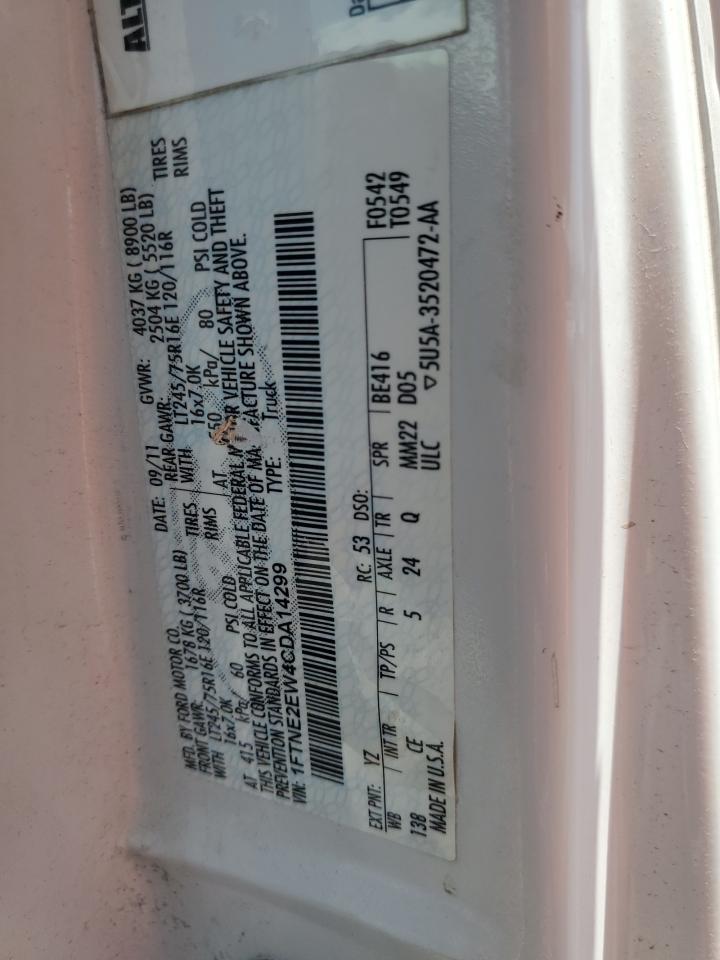 ALT
Da
MFD. BY FORD MOTOR CO.
DATE: 09/11 GVWR: 4037 KG ( 8900 LB)
FRONT GAWR: 1678 KG ( 3700 LB) REAR GAWR: 2504 KG ( 5520 LB)
WITH LT245/75R16E 120/116R TIRES WITH LT245/75R16E 120/116R TIRES
16x7.0K RIMS 16x7.0K RIMS
AT 415 kPa/ 60 PSI COLD AT 50 kPa/ 80 PSI COLD
THIS VEHICLE CONFORMS TO ALL APPLICABLE FEDERAL VEHICLE SAFETY AND THEFT
PREVENTION STANDARDS IN EFFECT ON THE DATE OF MA FACTURE SHOWN ABOVE.
VIN: 1FTNE2EW4CDA14299 TYPE: Truck
EXT PNT: YZ RC: 53 DSO: F0542
WB INT TR TP/PS R AXLE TR SPR BE416 T0549
138 CE 5 24 Q MM22 D05
MADE IN U.S.A. ULC ▽5U5A-3520472-AA